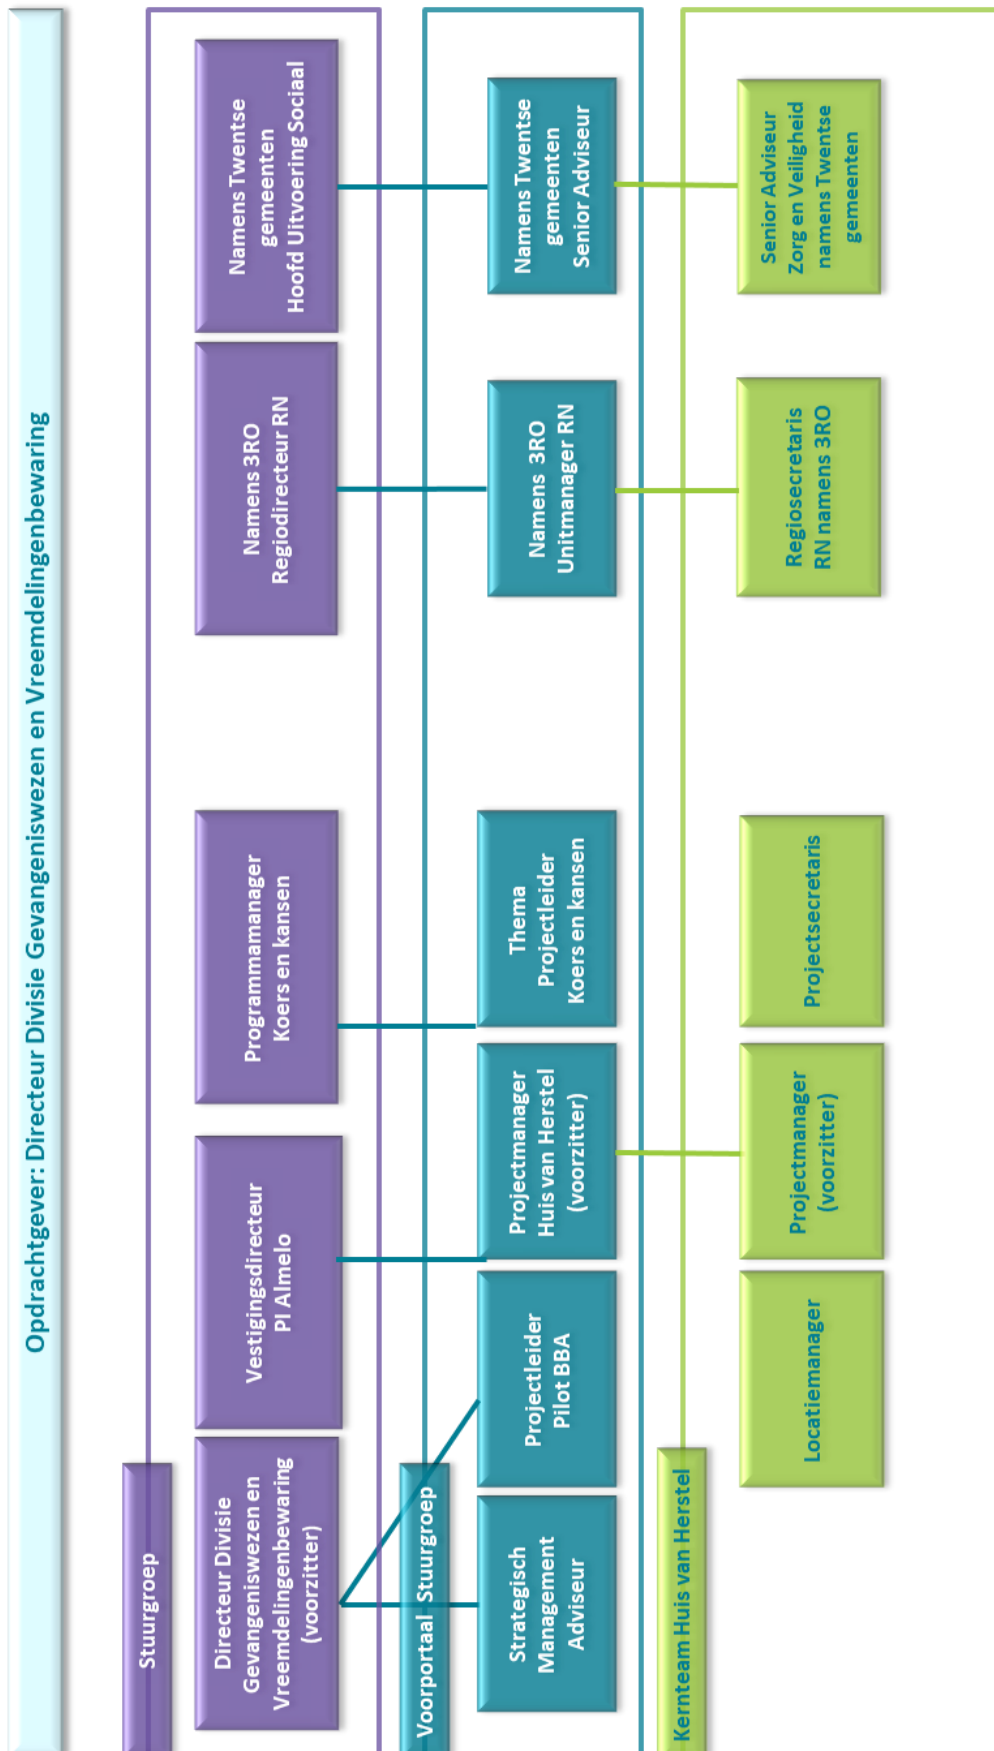 Opdrachtgever: Directeur Divisie Gevangeniswezen en Vreemdelingenbewaring
Stuurgroep
Directeur Divisie
Gevangeniswezen en
Vreemdelingenbewaring
(voorzitter)
Vestigingsdirecteur
PI Almelo
Programmamanager
Koers en kansen
Namens 3RO
Regiodirecteur RN
Namens Twentse
gemeenten
Hoofd Uitvoering Sociaal
Voorportaal Stuurgroep
Strategisch
Management
Adviseur
Projectleider
Pilot BBA
Projectmanager
Huis van Herstel
(voorzitter)
Thema
Projectleider
Koers en kansen
Namens 3RO
Unitmanager RN
Namens Twentse
gemeenten
Senior Adviseur
Kernteam Huis van Herstel
Locatiemanager
Projectmanager
(voorzitter)
Projectsecretaris
Regiosecretaris
RN namens 3RO
Senior Adviseur
Zorg en Veiligheid
namens Twentse
gemeenten